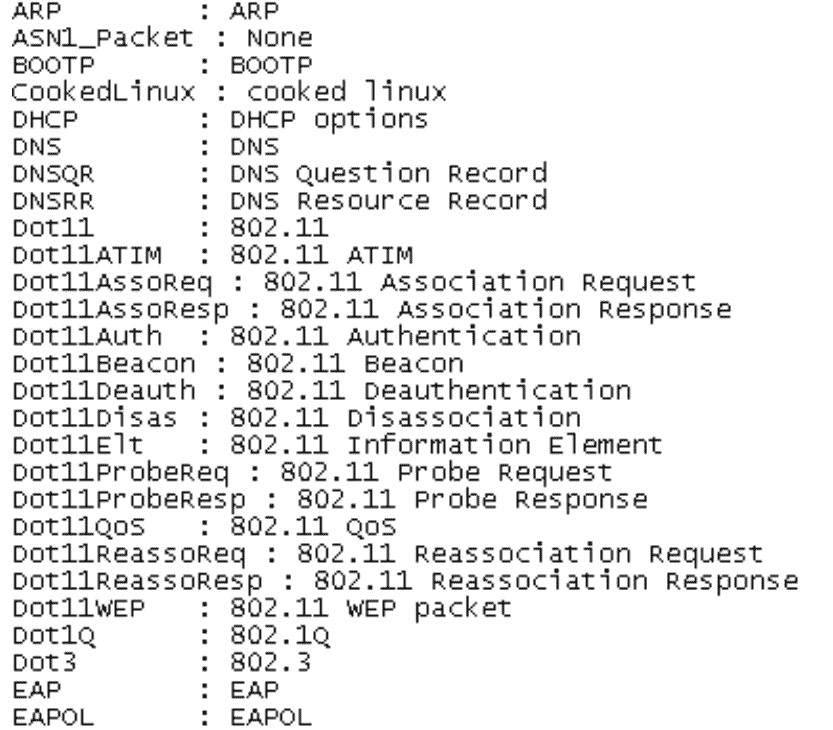 ARP        : ARP
ASN1_Packet : None
BOOTP      : BOOTP
CookedLinux : cooked linux
DHCP       : DHCP options
DNS        : DNS
DNSQR      : DNS Question Record
DNSRR      : DNS Resource Record
Dot11      : 802.11
Dot11ATIM  : 802.11 ATIM
Dot11AssoReq : 802.11 Association Request
Dot11AssoResp : 802.11 Association Response
Dot11Auth  : 802.11 Authentication
Dot11Beacon : 802.11 Beacon
Dot11Deauth : 802.11 Deauthentication
Dot11Disas : 802.11 Disassociation
Dot11Elt   : 802.11 Information Element
Dot11ProbeReq : 802.11 Probe Request
Dot11ProbeResp : 802.11 Probe Response
Dot11QoS   : 802.11 QoS
Dot11ReassoReq : 802.11 Reassociation Request
Dot11ReassoResp : 802.11 Reassociation Response
Dot11WEP   : 802.11 WEP packet
Dot1Q      : 802.1Q
Dot3       : 802.3
EAP        : EAP
EAPOL      : EAPOL